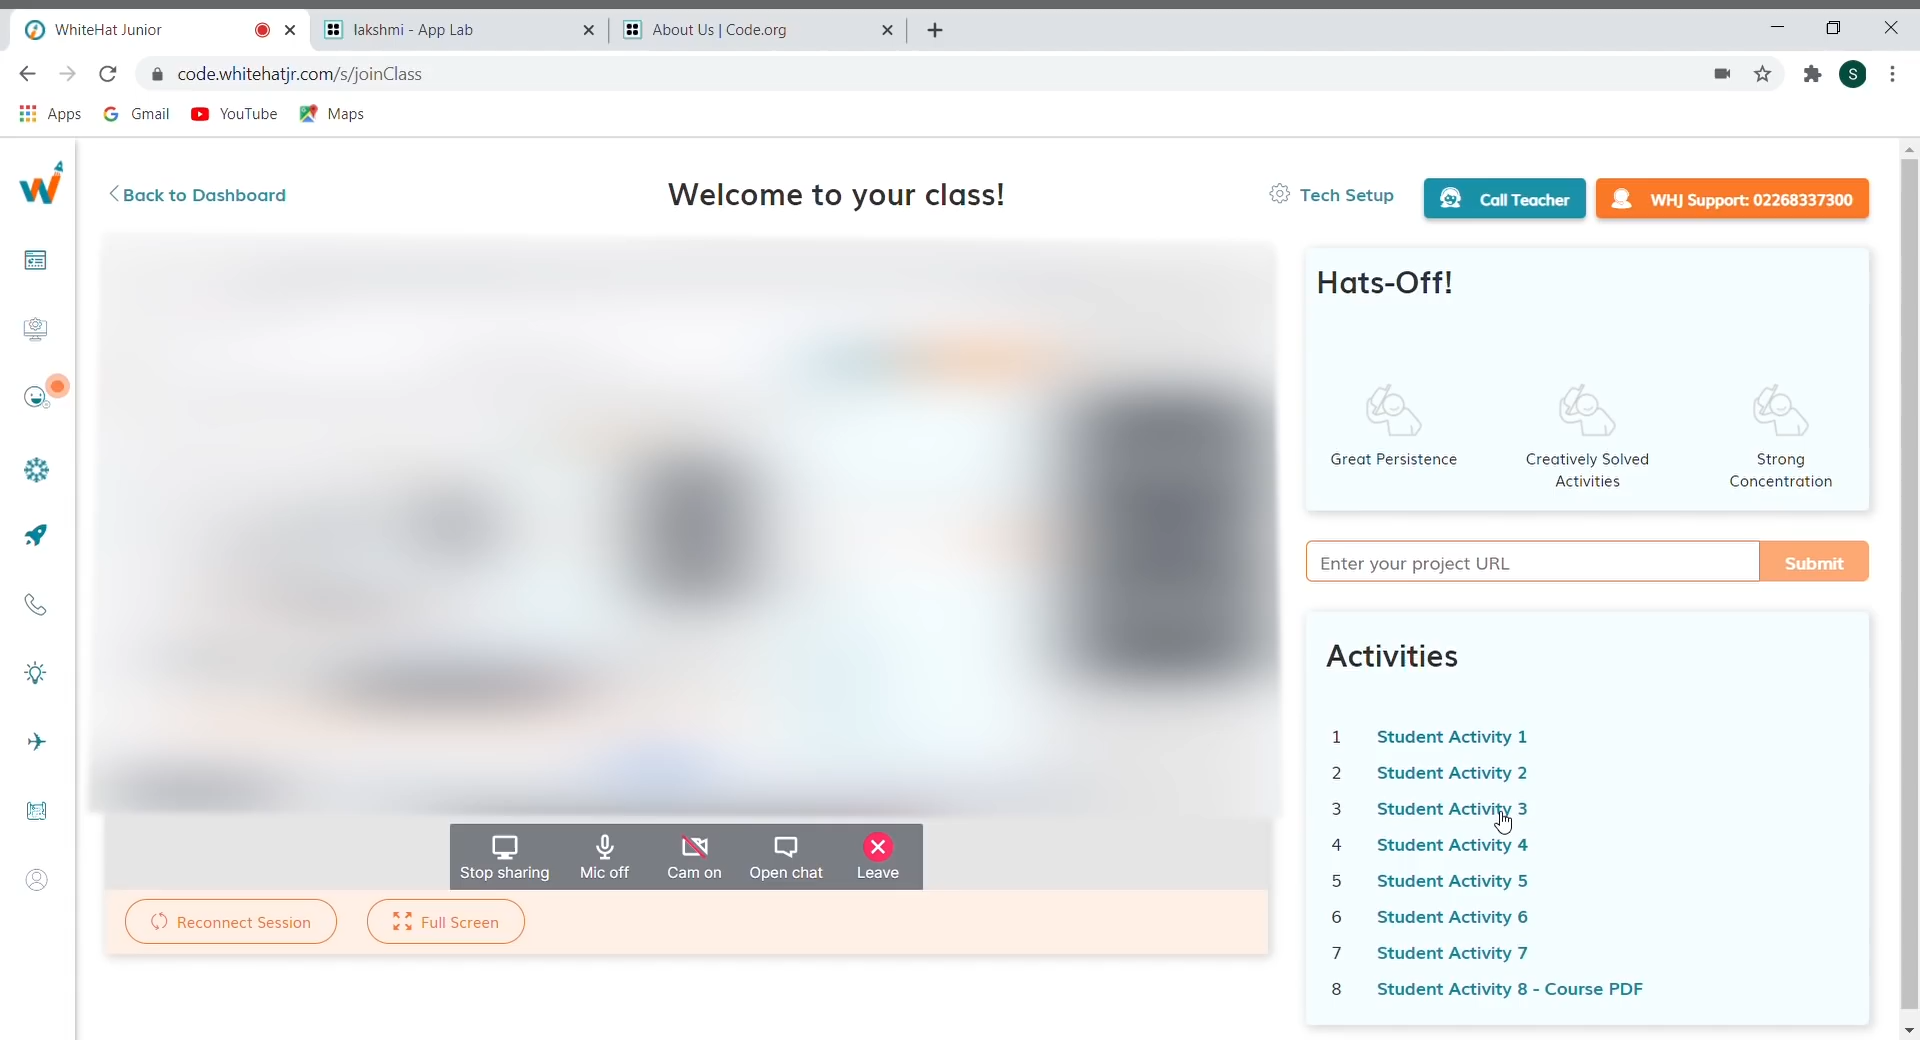 WhiteHat Junior
lakshmi - App Lab
About Us | Code.org
code.whitehatjr.com/s/joinClass
S
Apps
Gmail
YouTube
Maps
Back to Dashboard
Welcome to your class!
Tech Setup
Call Teacher
WHJ Support: 02268337300
Hats-Off!
Great Persistence
Creatively Solved
Activities
Strong
Concentration
Enter your project URL
Submit
Activities
1 Student Activity 1
2 Student Activity 2
3 Student Activity 3
4 Student Activity 4
5 Student Activity 5
6 Student Activity 6
7 Student Activity 7
8 Student Activity 8 - Course PDF
Stop sharing
Mic off
Cam on
Open chat
Leave
Reconnect Session
Full Screen